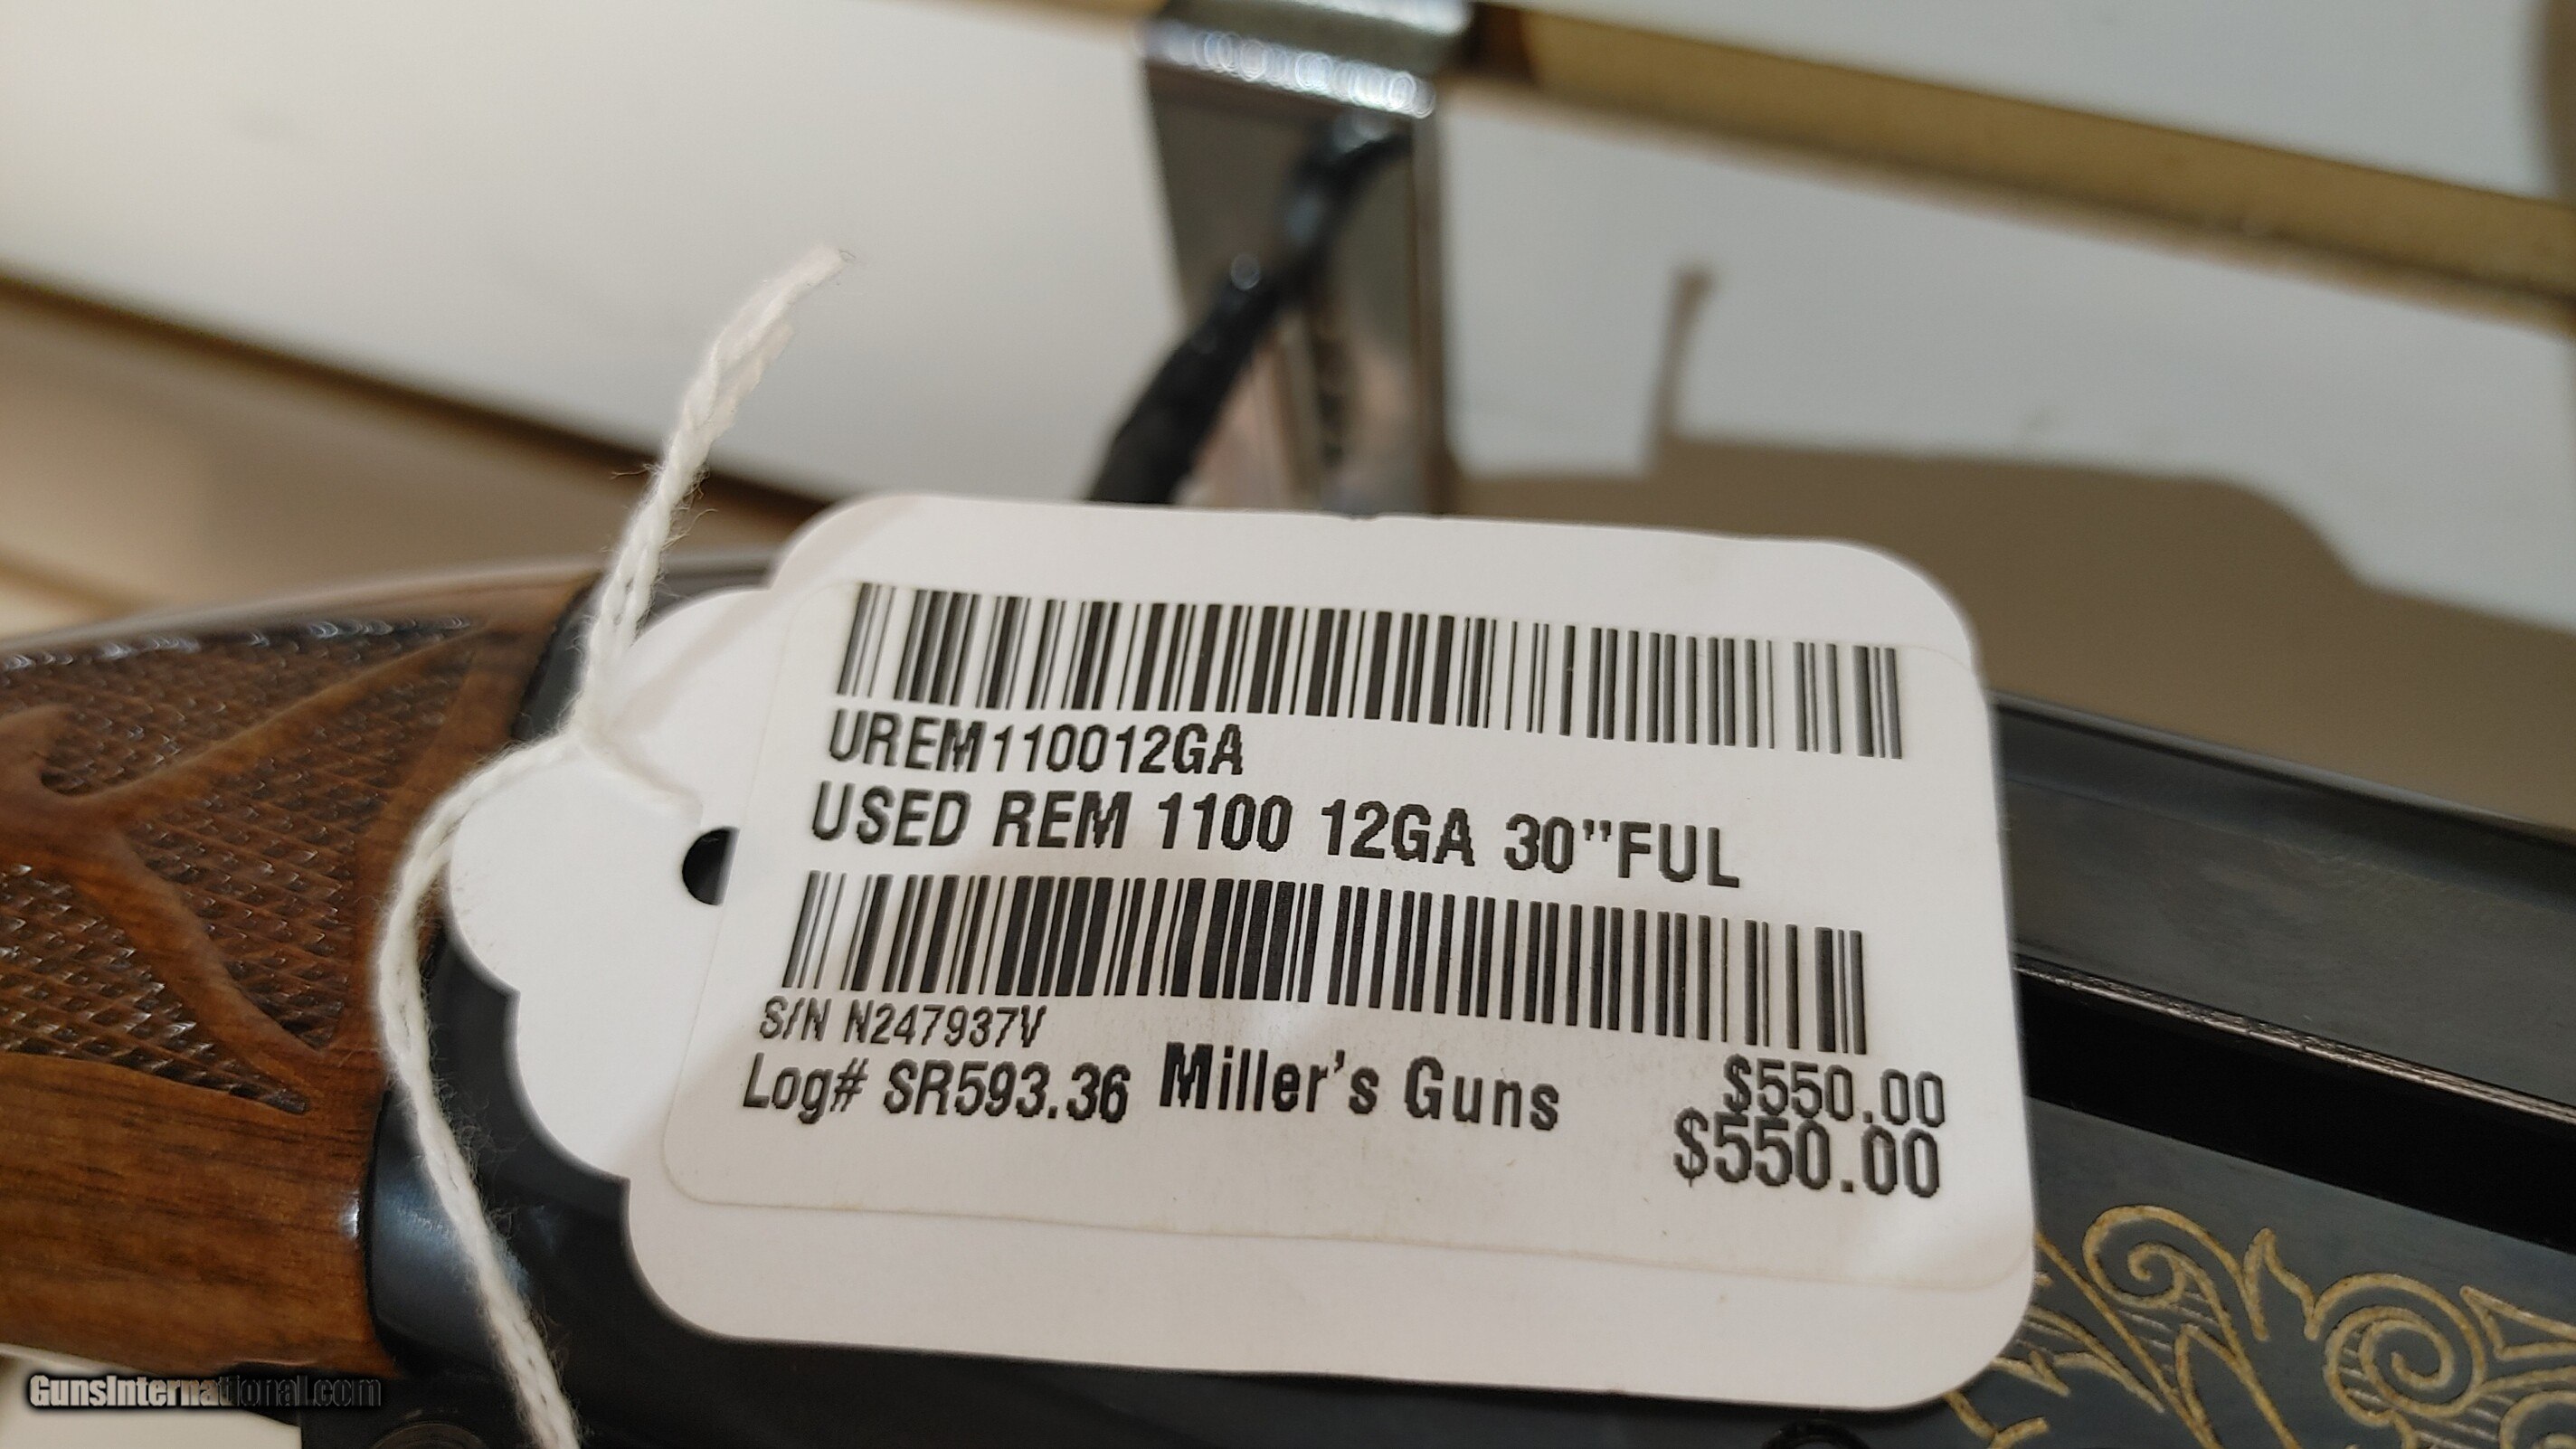 UREM110012GA
USED REM 1100 12GA 30"FUL
S/N N247937V
Log# SR593.36 Miller's Guns $550.00
$550.00
GunsInternational.com